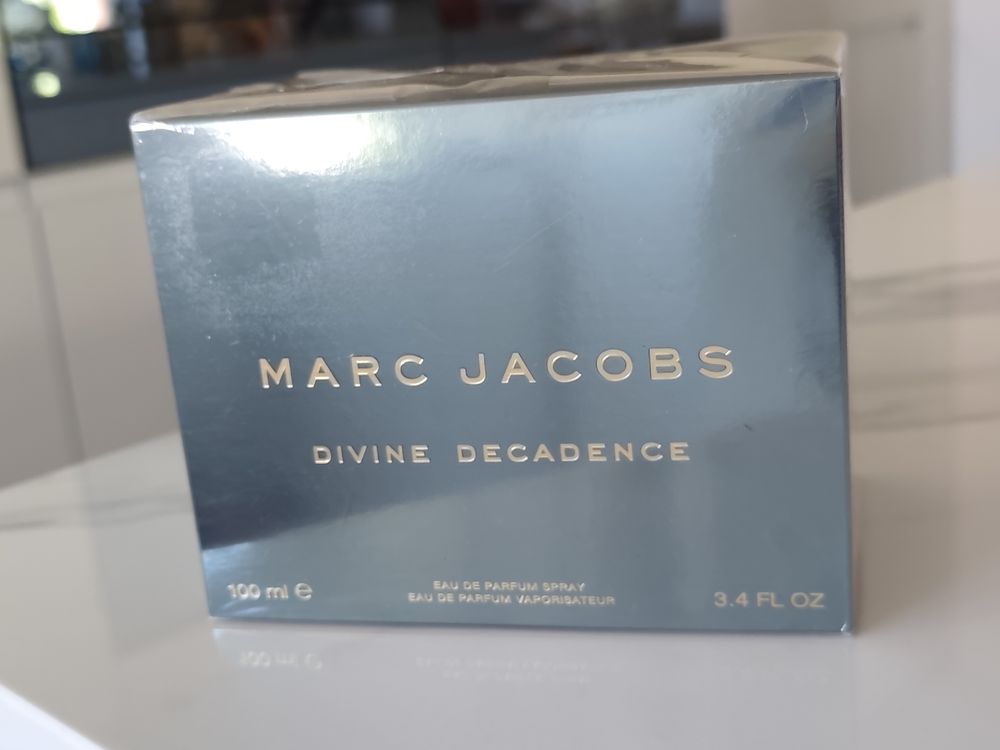 MARC JACOBS
DIVINE DECADENCE
100 ml ℮
EAU DE PARFUM SPRAY
EAU DE PARFUM VAPORISATEUR
3.4 FL OZ